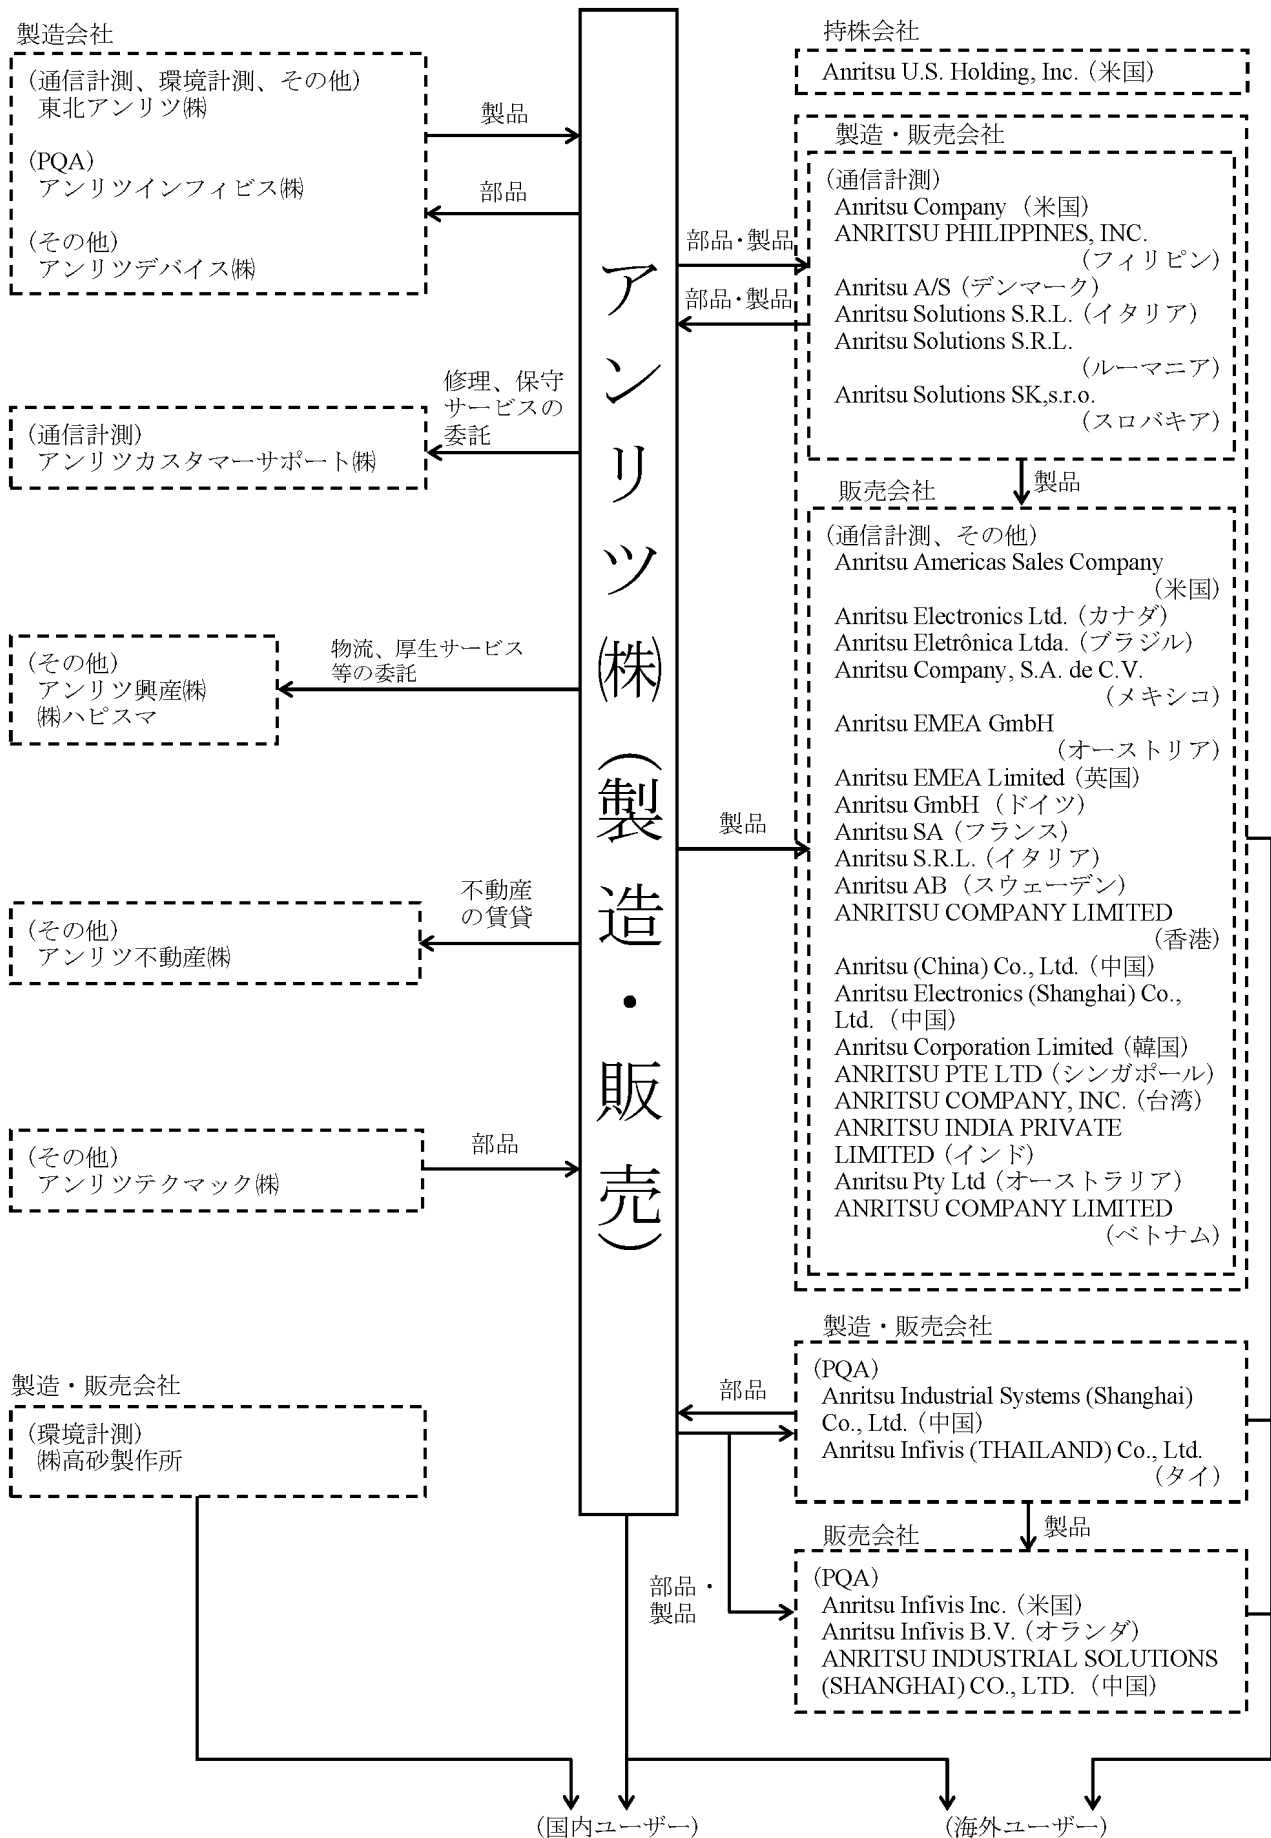 製造会社
(通信計測、環境計測、その他)
東北アンリツ㈱
(PQA)
アンリツインフィビス㈱
(その他)
アンリツデバイス㈱
製品
部品
修理、保守
サービスの
委託
(通信計測)
アンリツカスタマーサポート㈱
物流、厚生サービス
等の委託
(その他)
アンリツ興産㈱
㈱ハピスマ
不動産
の賃貸
(その他)
アンリツ不動産㈱
部品
(その他)
アンリツテクマック㈱
製造・販売会社
(環境計測)
㈱高砂製作所
アンリツ㈱(製造・販売)
持株会社
Anritsu U.S. Holding, Inc.(米国)
製造・販売会社
(通信計測)
Anritsu Company(米国)
ANRITSU PHILIPPINES, INC.
(フィリピン)
Anritsu A/S(デンマーク)
Anritsu Solutions S.R.L.(イタリア)
Anritsu Solutions S.R.L.
(ルーマニア)
Anritsu Solutions SK,s.r.o.
(スロバキア)
部品・製品
部品・製品
製品
販売会社
(通信計測、その他)
Anritsu Americas Sales Company
(米国)
Anritsu Electronics Ltd.(カナダ)
Anritsu Eletrônica Ltda.(ブラジル)
Anritsu Company, S.A. de C.V.
(メキシコ)
Anritsu EMEA GmbH
(オーストリア)
Anritsu EMEA Limited(英国)
Anritsu GmbH(ドイツ)
Anritsu SA(フランス)
Anritsu S.R.L.(イタリア)
Anritsu AB(スウェーデン)
ANRITSU COMPANY LIMITED
(香港)
Anritsu (China) Co., Ltd.(中国)
Anritsu Electronics (Shanghai) Co.,
Ltd.(中国)
Anritsu Corporation Limited(韓国)
ANRITSU PTE LTD(シンガポール)
ANRITSU COMPANY, INC.(台湾)
ANRITSU INDIA PRIVATE
LIMITED(インド)
Anritsu Pty Ltd(オーストラリア)
ANRITSU COMPANY LIMITED
(ベトナム)
製品
製造・販売会社
(PQA)
Anritsu Industrial Systems (Shanghai)
Co., Ltd.(中国)
Anritsu Infivis (THAILAND) Co., Ltd.
(タイ)
部品
製品
販売会社
(PQA)
Anritsu Infivis Inc.(米国)
Anritsu Infivis B.V.(オランダ)
ANRITSU INDUSTRIAL SOLUTIONS
(SHANGHAI) CO., LTD.(中国)
部品・
製品
(国内ユーザー)
(海外ユーザー)